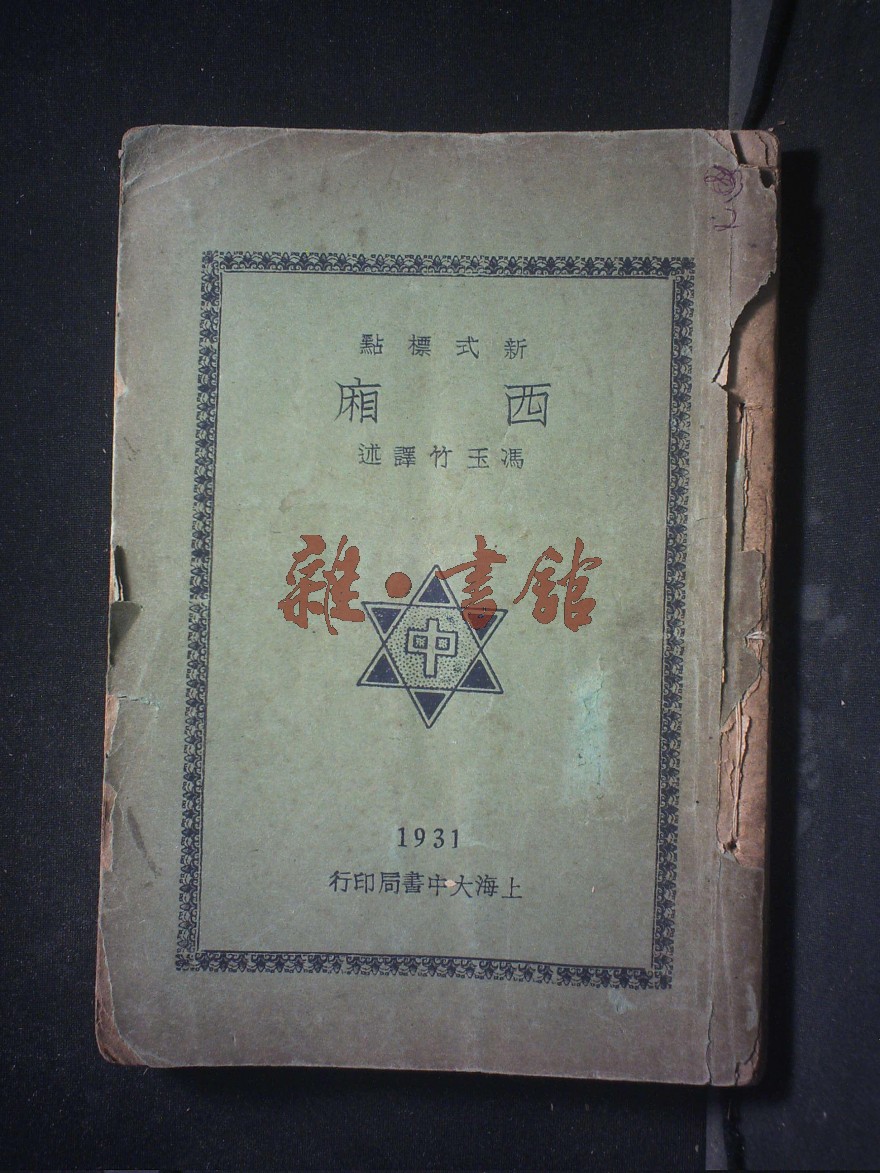 新式標點
西廂
馮玉竹譯述
雜·書館
中
1931
上海大中書局印行